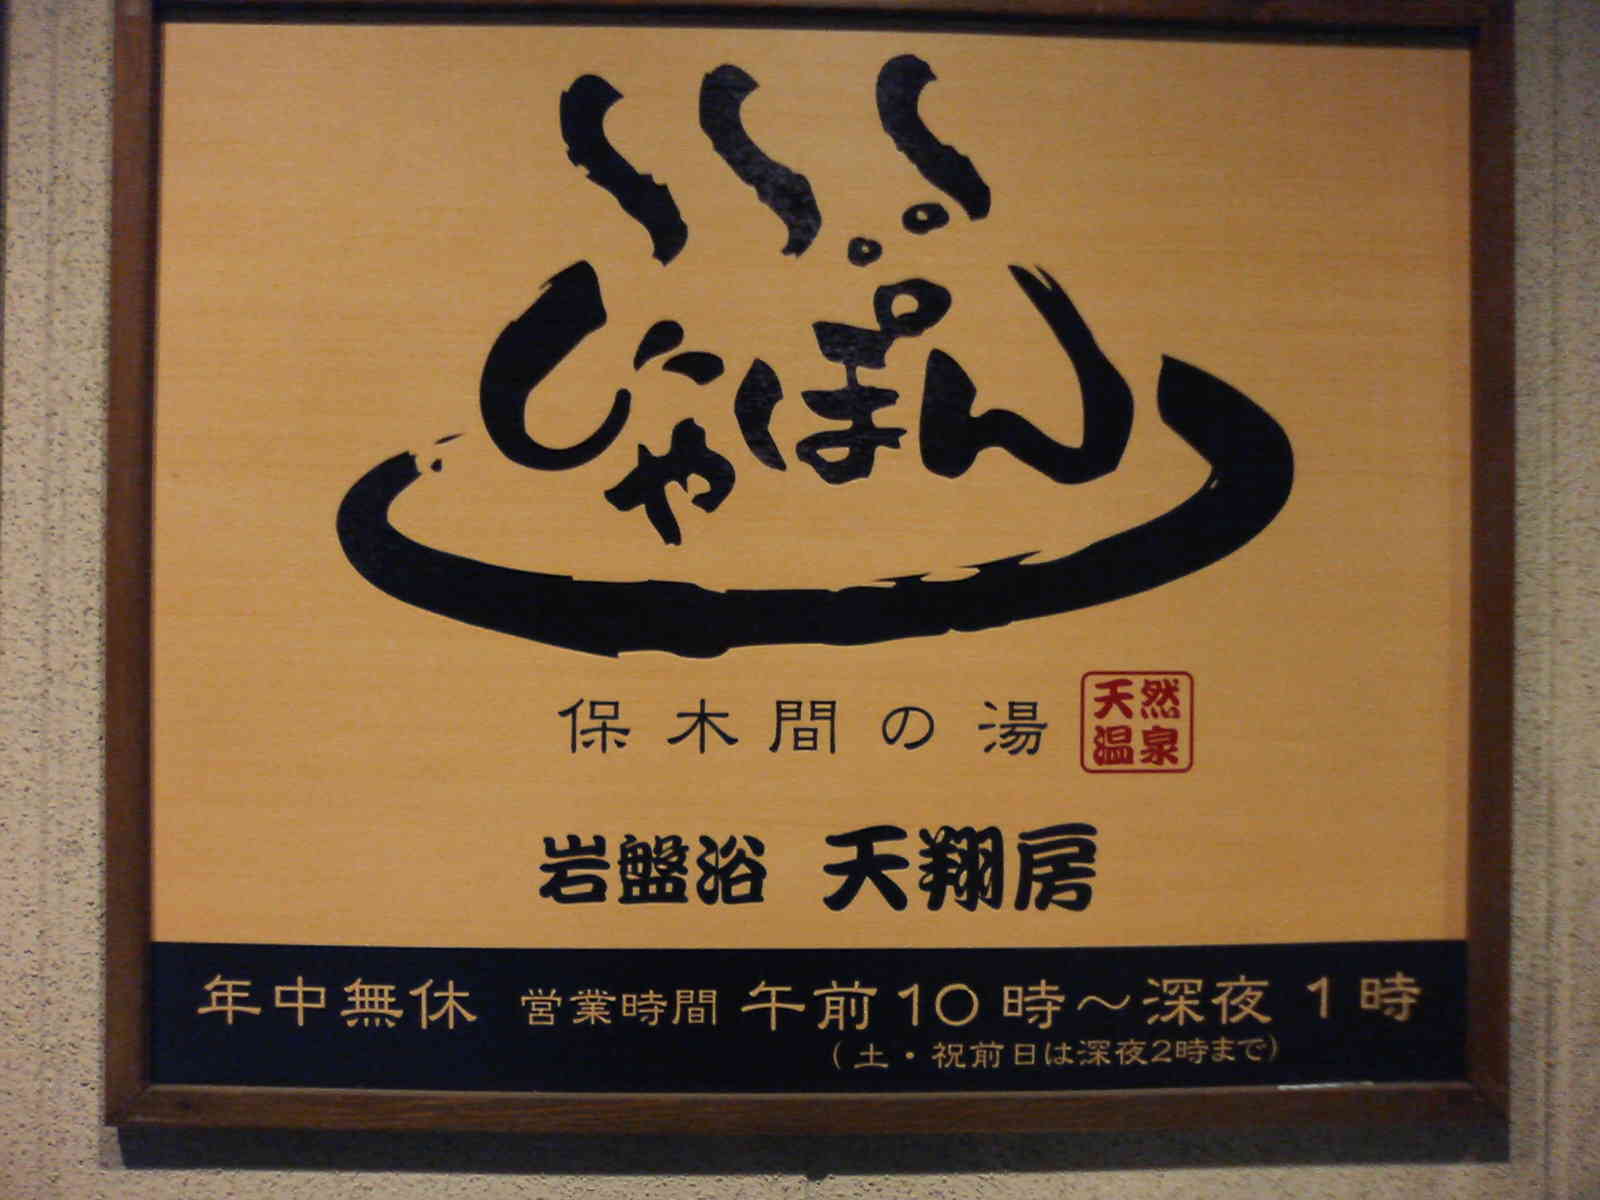 じゃぽん
保木間の湯 天然温泉
岩盤浴 天翔房
年中無休 営業時間 午前10時～深夜1時
(土・祝前日は深夜2時まで)